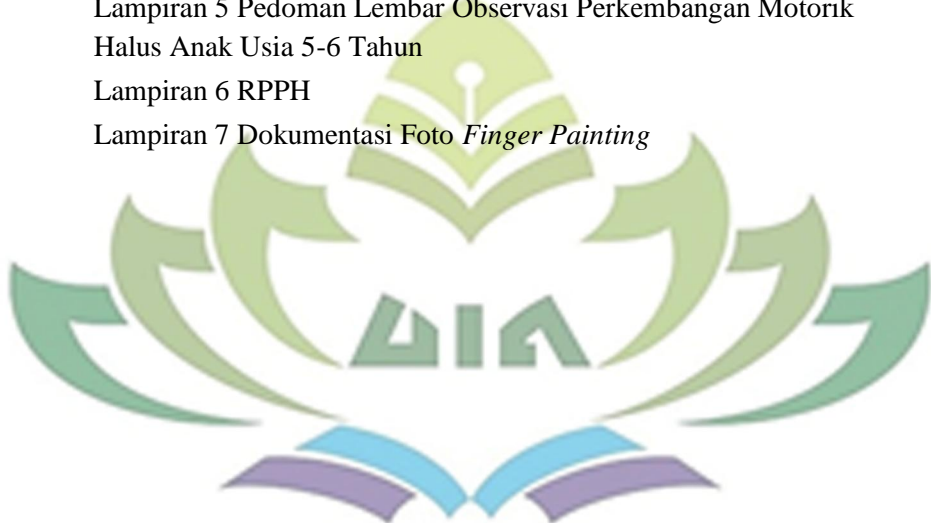 Lampiran 5 Pedoman Lembar Observasi Perkembangan Motorik
Halus Anak Usia 5-6 Tahun
Lampiran 6 RPPH
Lampiran 7 Dokumentasi Foto Finger Painting
UIN